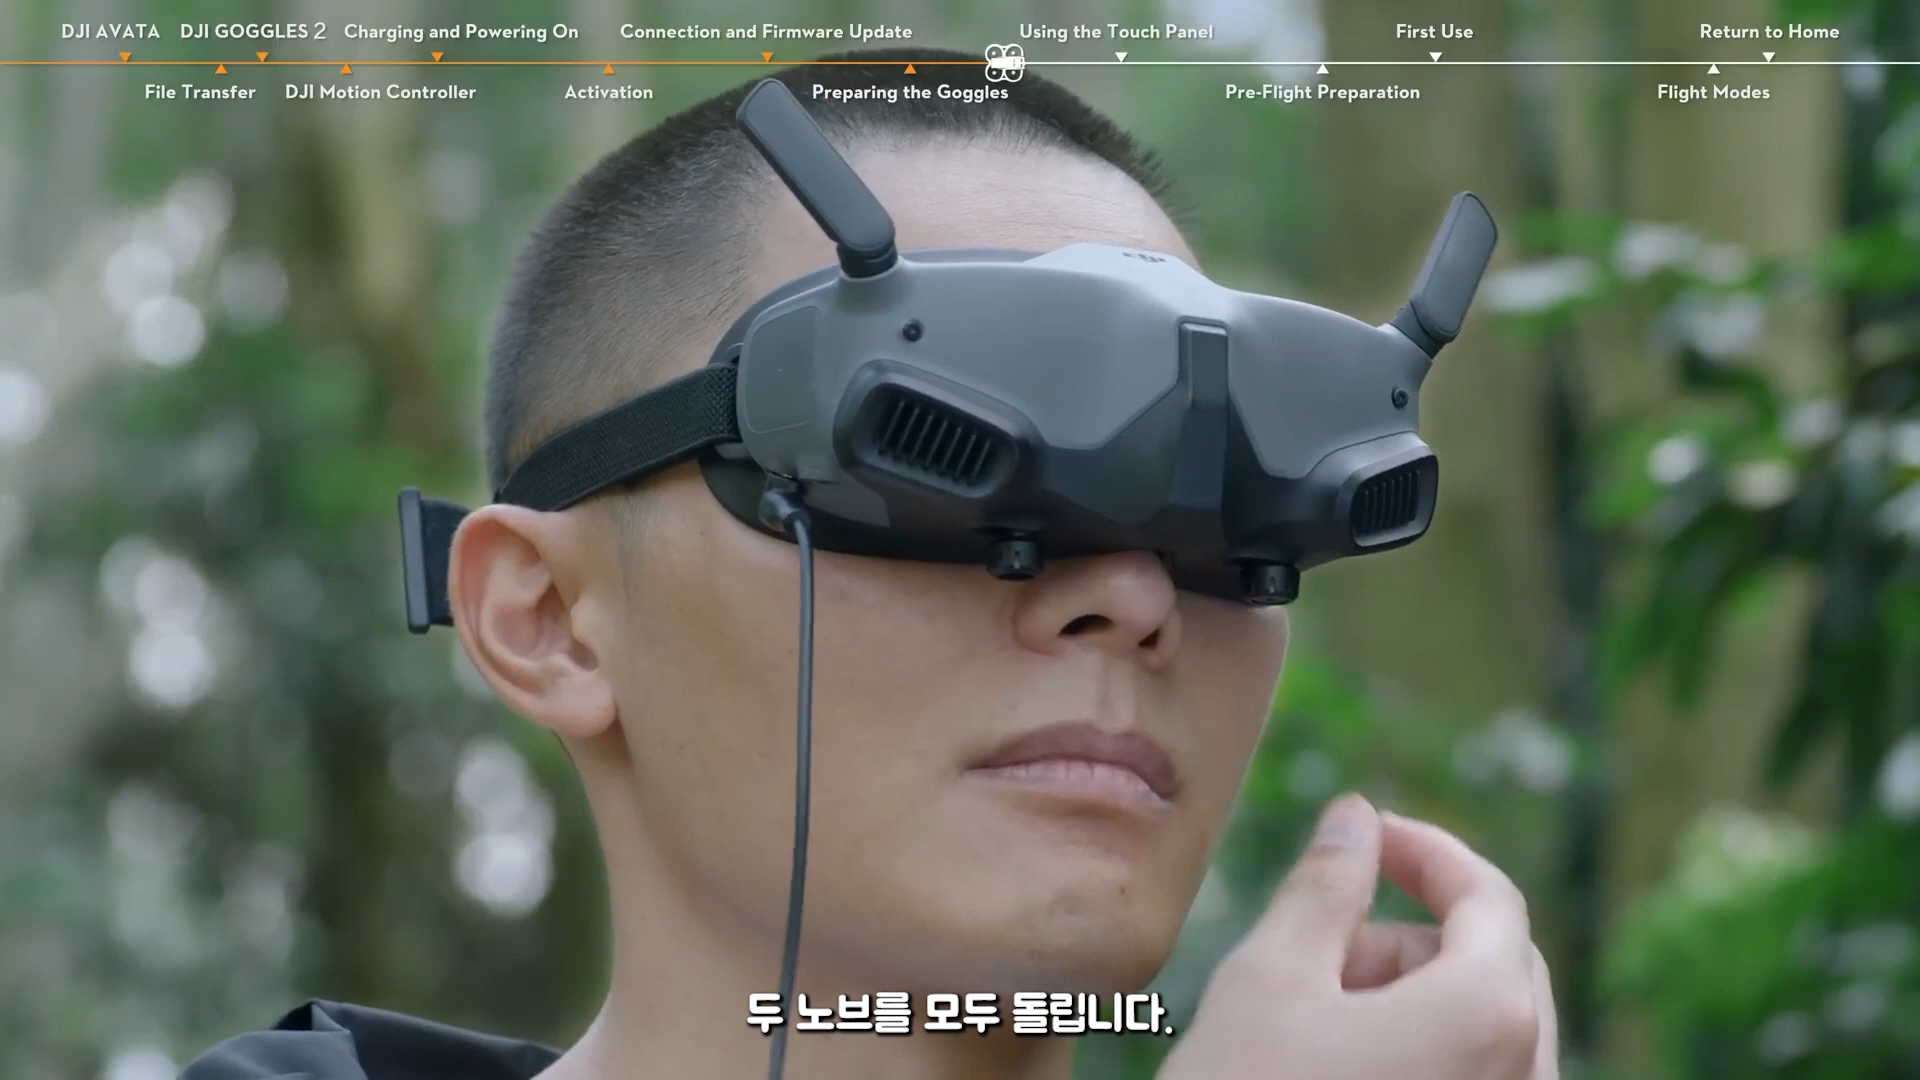 DJI AVATA DJI GOGGLES 2 Charging and Powering On Connection and Firmware Update Using the Touch Panel First Use Return to Home
File Transfer DJI Motion Controller Activation Preparing the Goggles Pre-Flight Preparation Flight Modes
두 노브를 모두 돌립니다.